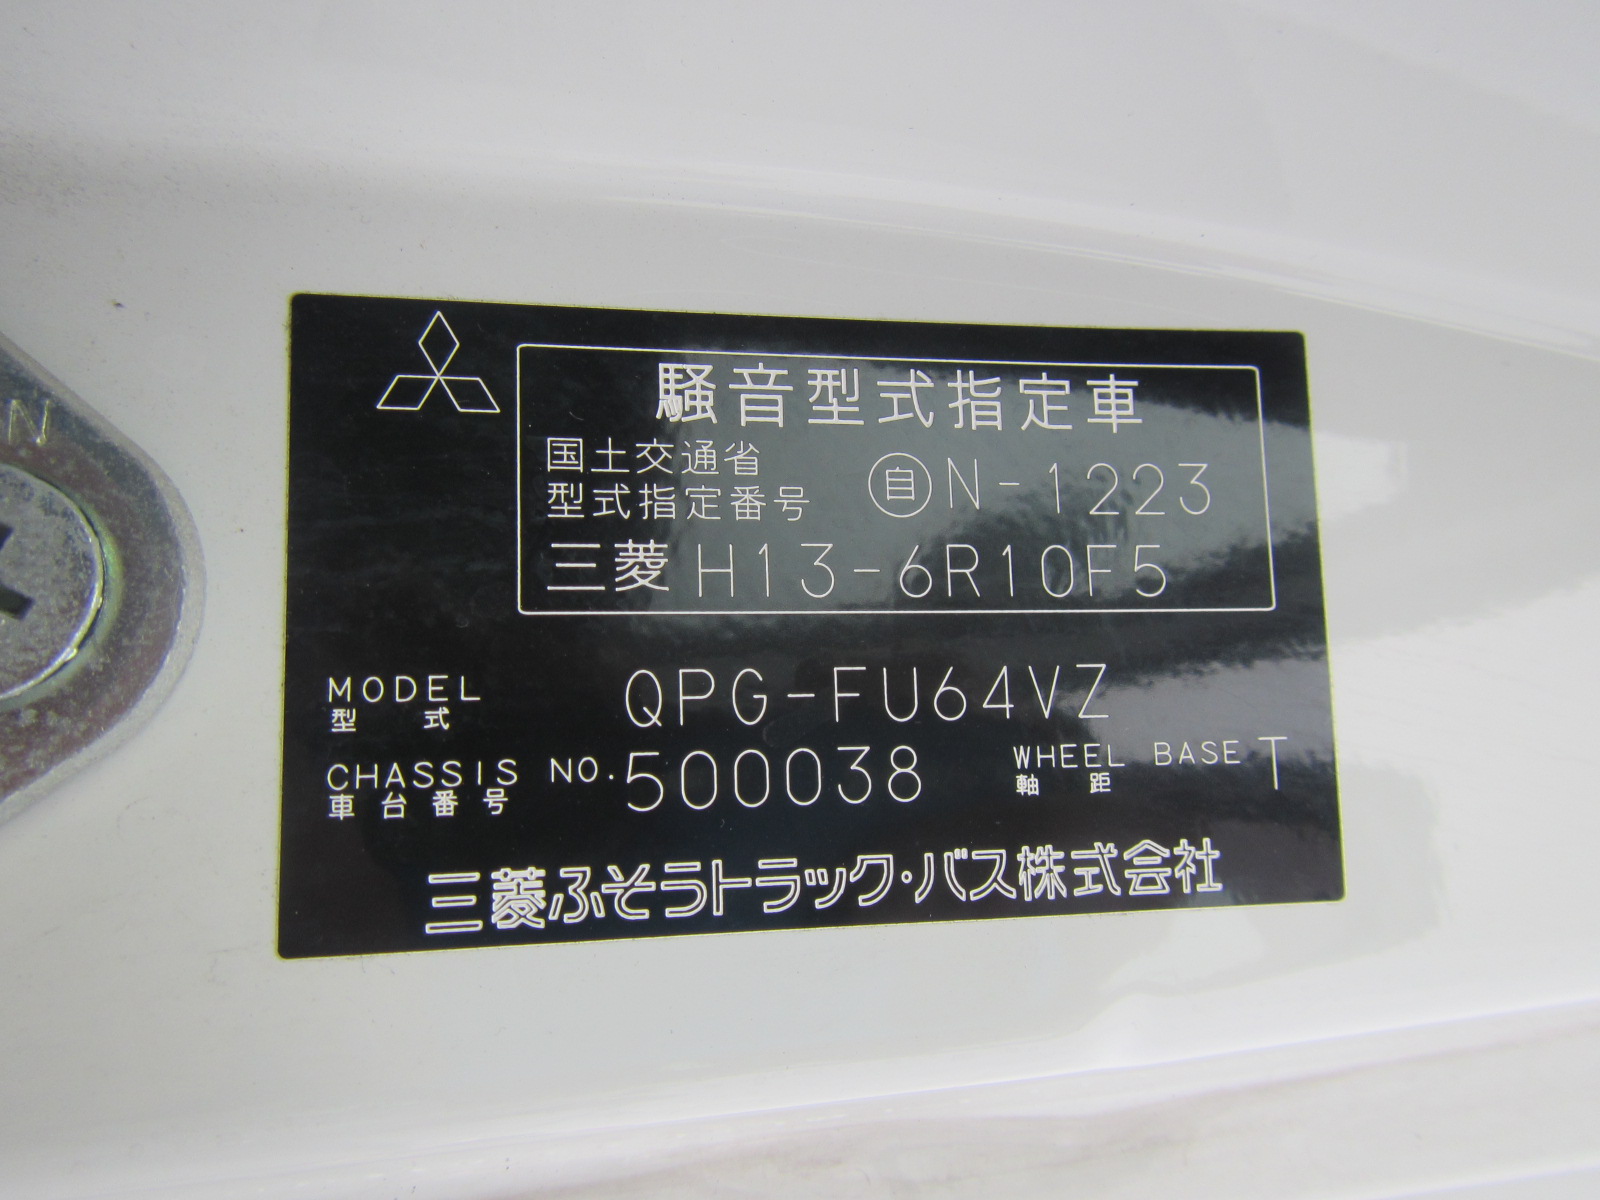 騒音型式指定車
国土交通省
型式指定番号 自N-1223
三菱 H13-6R10F5
MODEL QPG-FU64VZ
型式
CHASSIS NO. 500038 WHEEL BASE T
車台番号 軸距
三菱ふそうトラック・バス株式会社
N